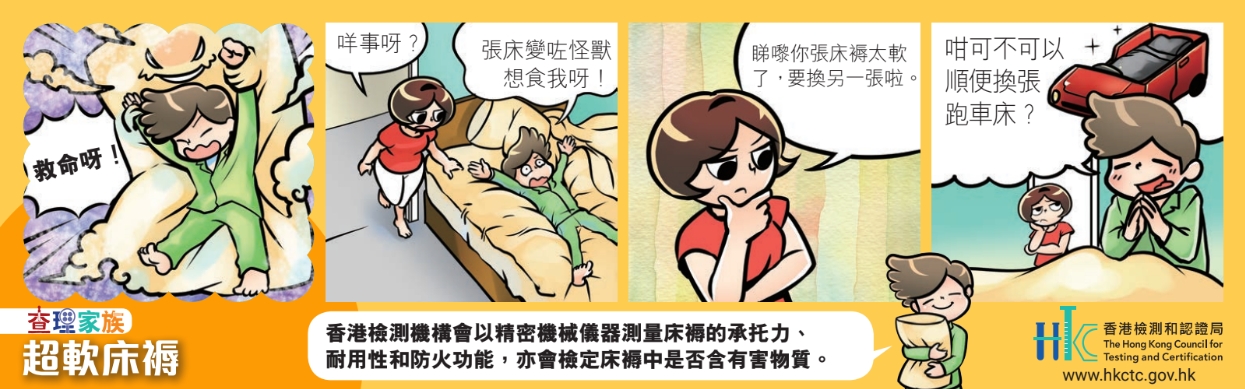 救命呀！
咩事呀？
張床變咗怪獸
想食我呀！
睇嚟你張床褥太軟
了，要換另一張啦。
咁可不可以
順便換張
跑車床？
查理家族
超軟床褥
香港檢測機構會以精密機械儀器測量床褥的承托力、
耐用性和防火功能，亦會檢定床褥中是否含有害物質。
HKTC
香港檢測和認證局
The Hong Kong Council for
Testing and Certification
www.hkctc.gov.hk